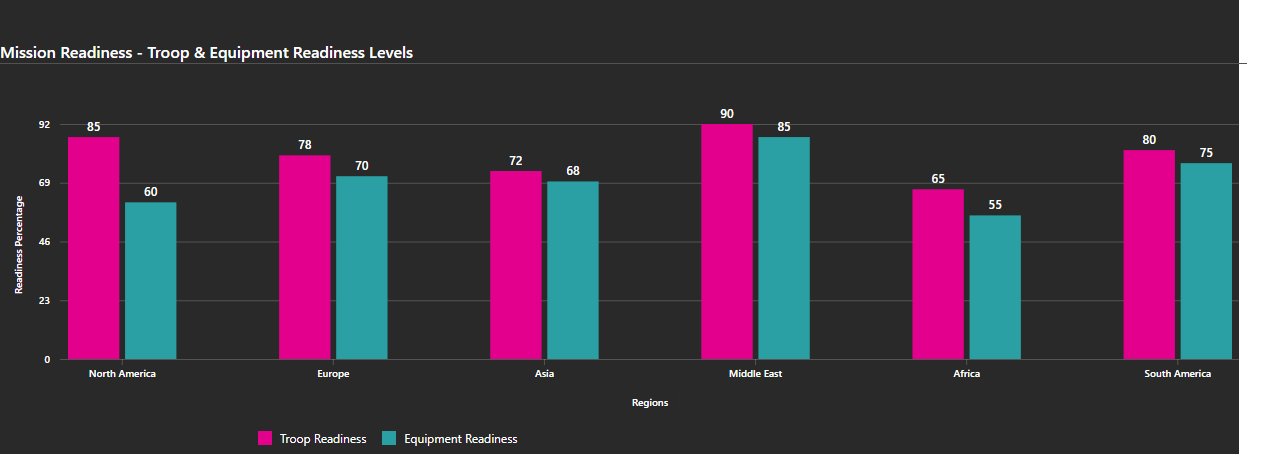 Mission Readiness - Troop & Equipment Readiness Levels
92
69
46
23
0
Readiness Percentage
85
60
78
70
72
68
90
85
65
55
80
75
North America
Europe
Asia
Middle East
Africa
South America
Regions
Troop Readiness
Equipment Readiness